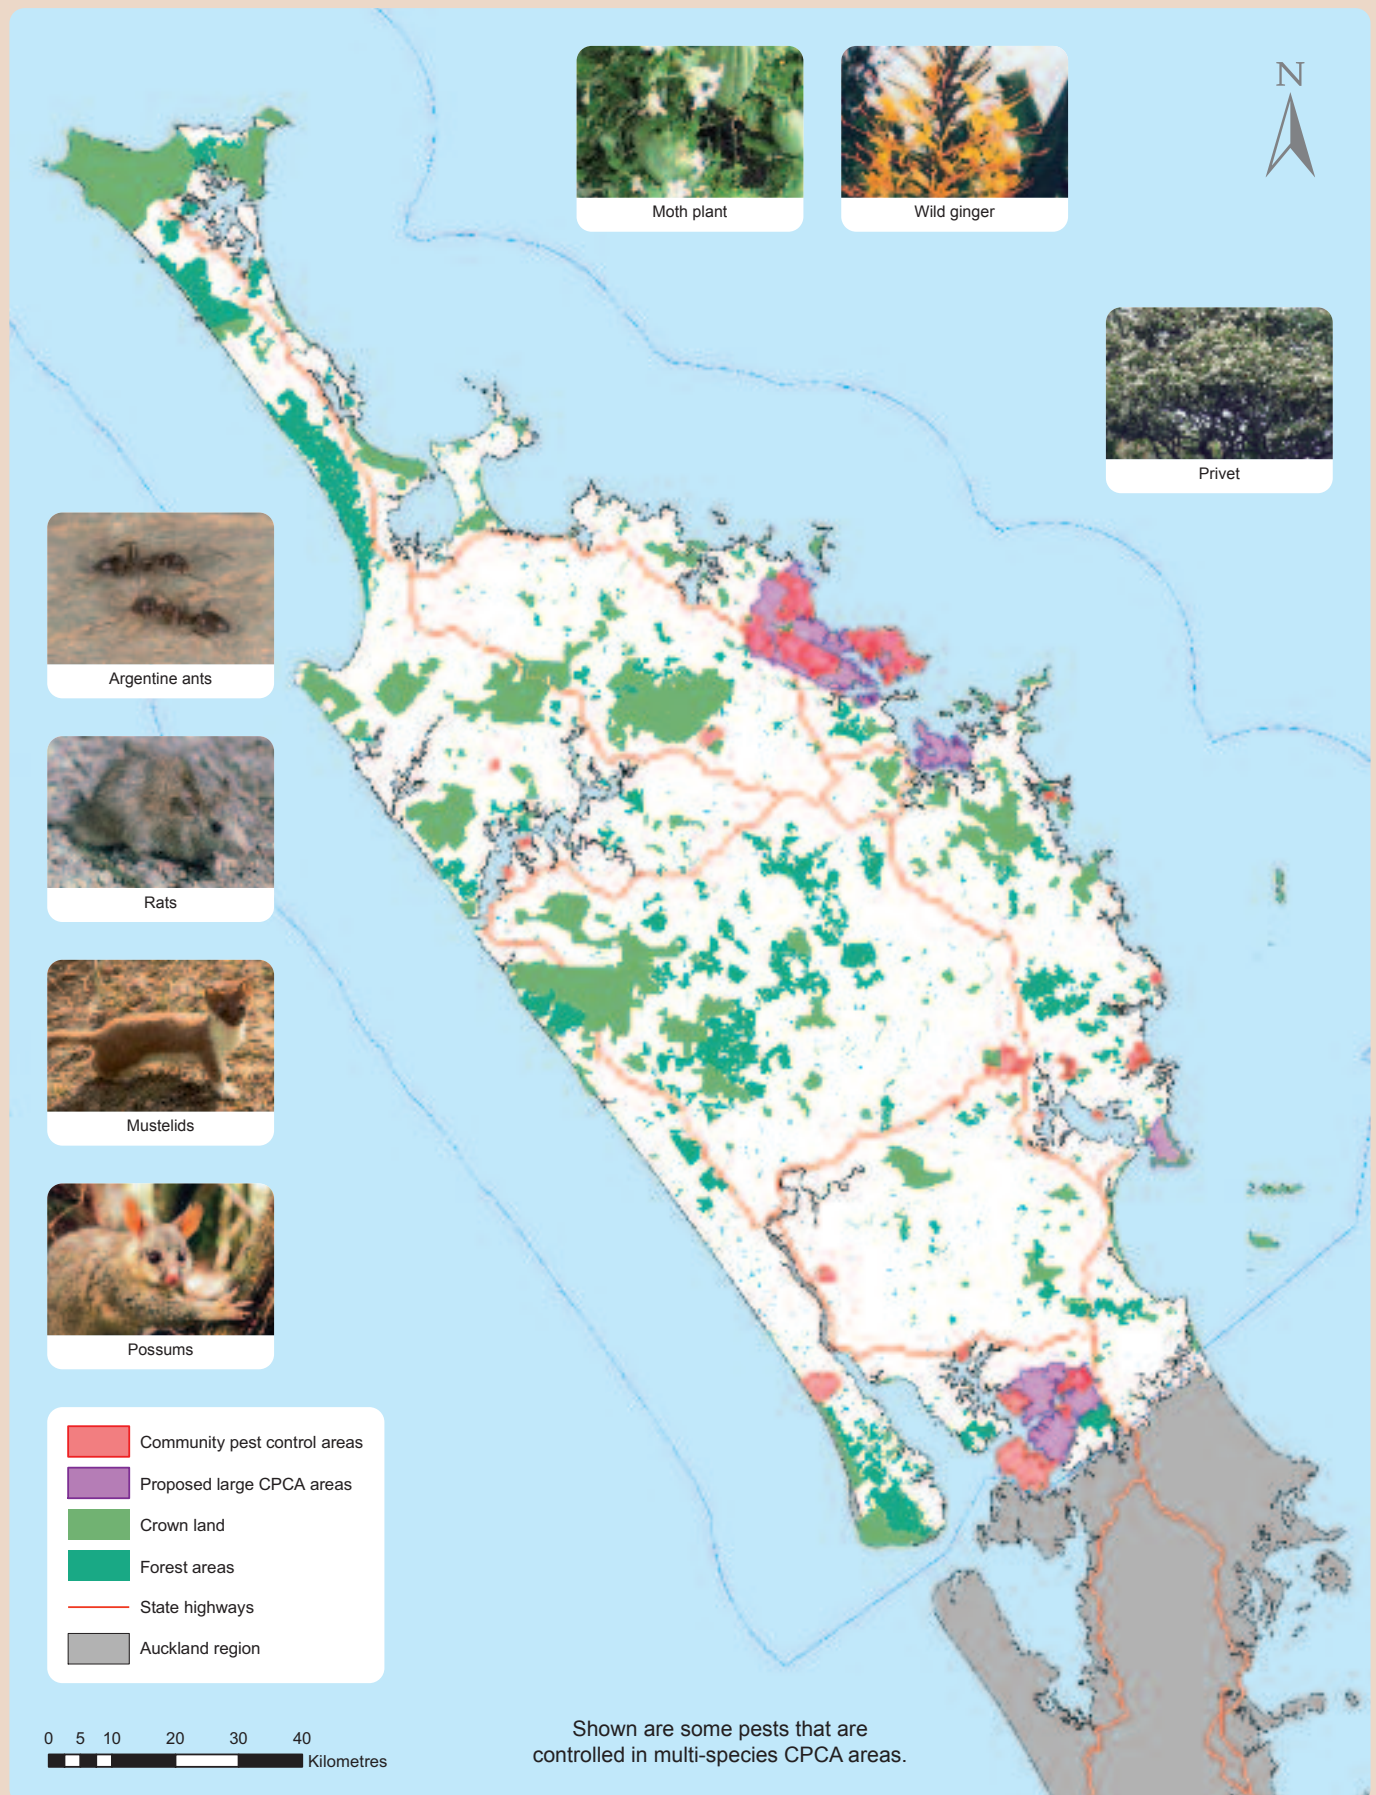 N
Moth plant
Wild ginger
Privet
Argentine ants
Rats
Mustelids
Possums
Community pest control areas
Proposed large CPCA areas
Crown land
Forest areas
State highways
Auckland region
0 5 10 20 30 40
Kilometres
Shown are some pests that are
controlled in multi-species CPCA areas.